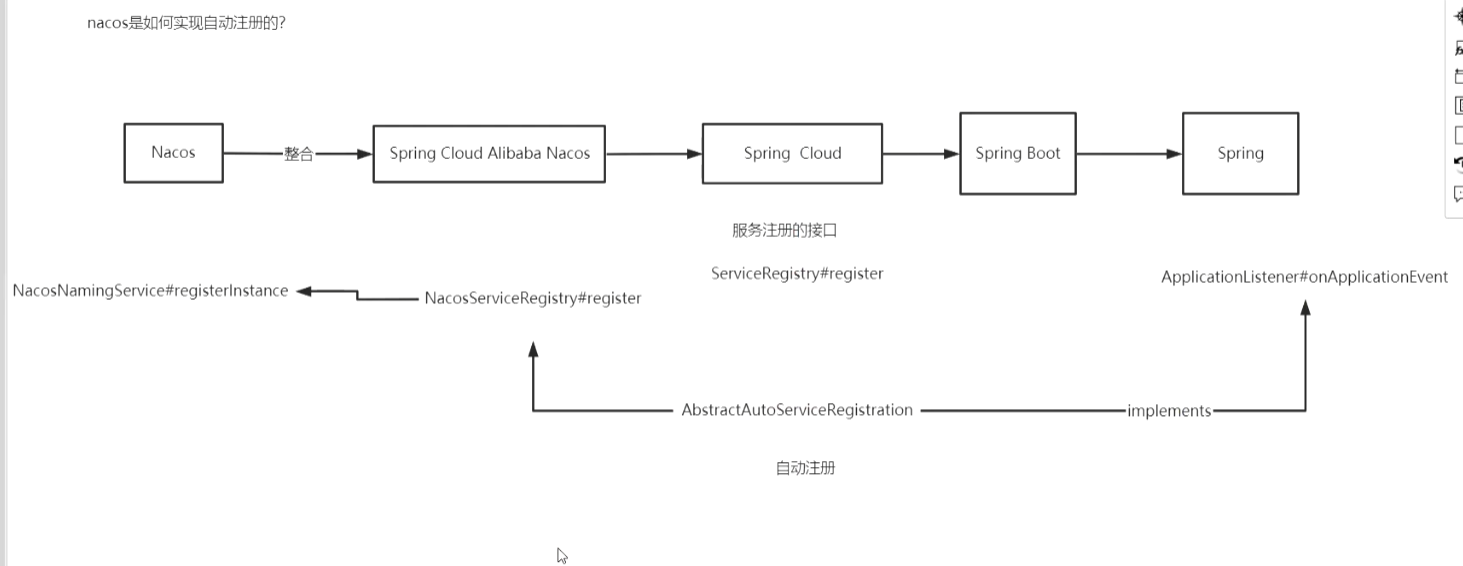 nacos是如何实现自动注册的？
Nacos
整合
Spring Cloud Alibaba Nacos
Spring Cloud
Spring Boot
Spring
服务注册的接口
ServiceRegistry#register
ApplicationListener#onApplicationEvent
NacosNamingService#registerInstance
NacosServiceRegistry#register
AbstractAutoServiceRegistration
implements
自动注册